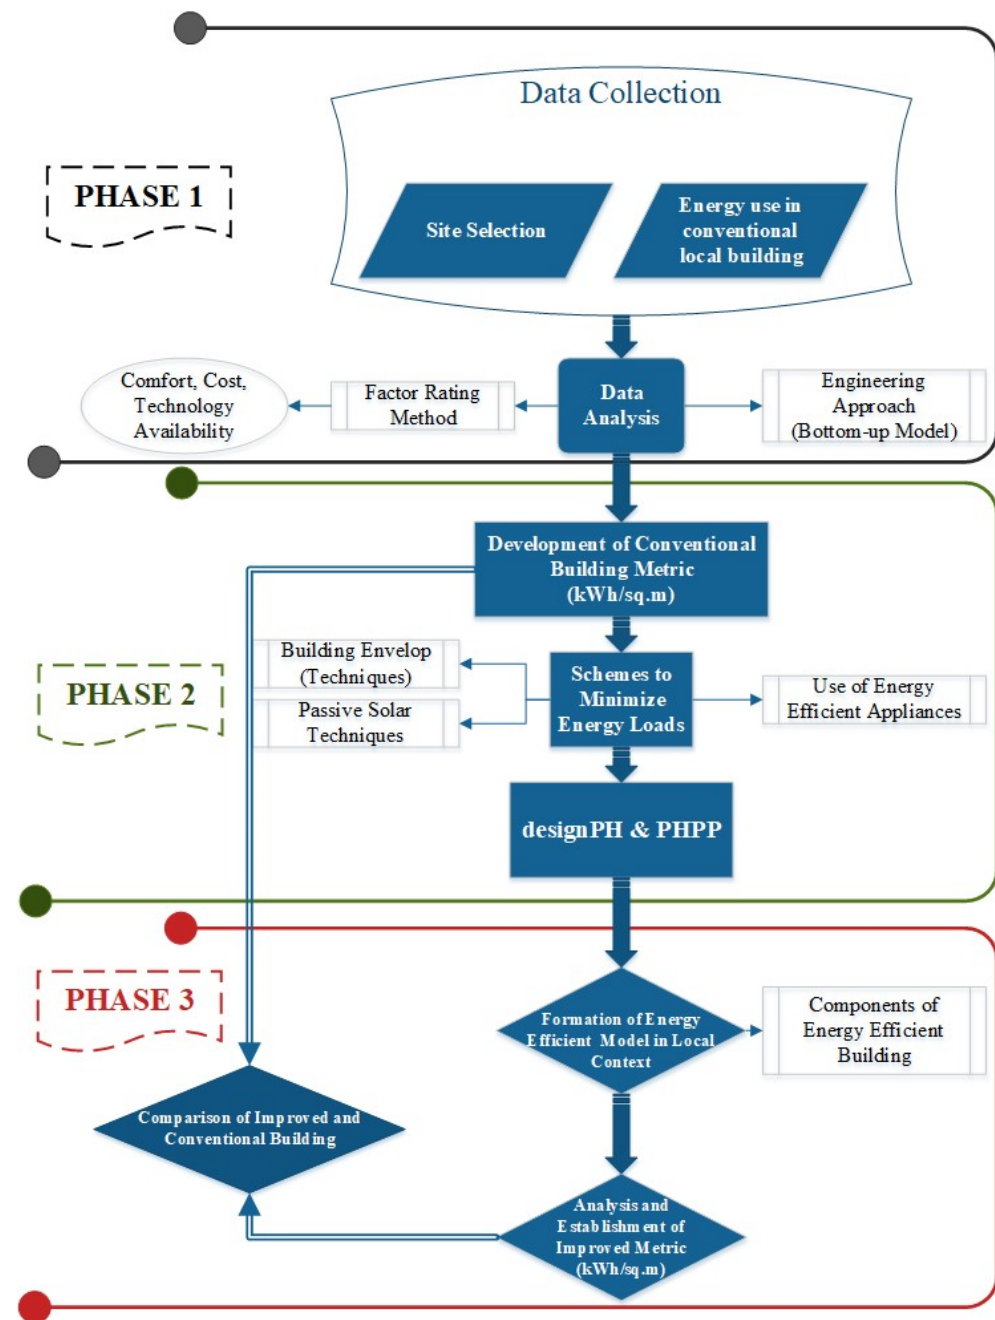 Data Collection
PHASE 1
Site Selection
Energy use in
conventional
local building
Comfort, Cost,
Technology
Availability
Factor Rating
Method
Data
Analysis
Engineering
Approach
(Bottom-up Model)
Development of Conventional
Building Metric
(kWh/sq.m)
PHASE 2
Building Envelop
(Techniques)
Passive Solar
Techniques
Schemes to
Minimize
Energy Loads
Use of Energy
Efficient Appliances
designPH & PHPP
PHASE 3
Formation of Energy
Efficient Model in Local
Context
Components of
Energy Efficient
Building
Comparison of Improved and
Conventional Building
Analysis and
Establishment of
Improved Metric
(kWh/sq.m)